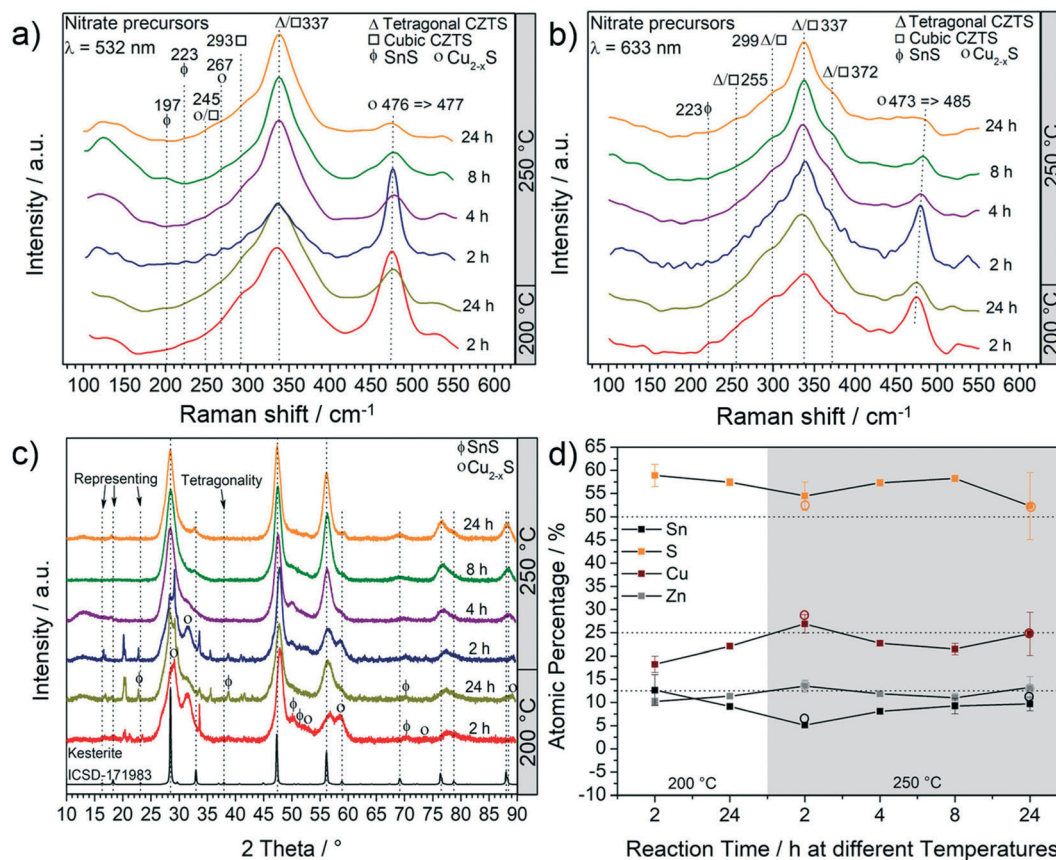 a)
Nitrate precursors
λ = 532 nm
Δ/□337
Δ Tetragonal CZTS
□ Cubic CZTS
ϕ SnS o Cu2-xS
293□
223
ϕ
267
o
197
ϕ
245
o/□
o 476 => 477
24 h
8 h
4 h
2 h
24 h
2 h
250 °C
200 °C
Intensity / a.u.
100 150 200 250 300 350 400 450 500 550 600
Raman shift / cm-1
b)
Nitrate precursors
λ = 633 nm
Δ/□337
Δ Tetragonal CZTS
□ Cubic CZTS
ϕ SnS o Cu2-xS
299
Δ/□
Δ/□255
Δ/□372
223ϕ
o 473 => 485
24 h
8 h
4 h
2 h
24 h
2 h
250 °C
200 °C
Intensity / a.u.
100 150 200 250 300 350 400 450 500 550 600
Raman shift / cm-1
c)
ϕSnS
o Cu2-xS
Representing
Tetragonality
24 h
8 h
4 h
o
2 h
o
ϕ
ϕ
ϕ
24 h
o
ϕ
ϕ
o
o
ϕ
o
2 h
Kesterite
ICSD-171983
250 °C
200 °C
Intensity / a.u.
10 15 20 25 30 35 40 45 50 55 60 65 70 75 80 85 90
2 Theta / °
d)
65
60
55
50
45
40
35
30
25
20
15
10
5
0
-5
-10
Sn
S
Cu
Zn
Atomic Percentage / %
200 °C
250 °C
2 24 2 4 8 24
Reaction Time / h at different Temperatures